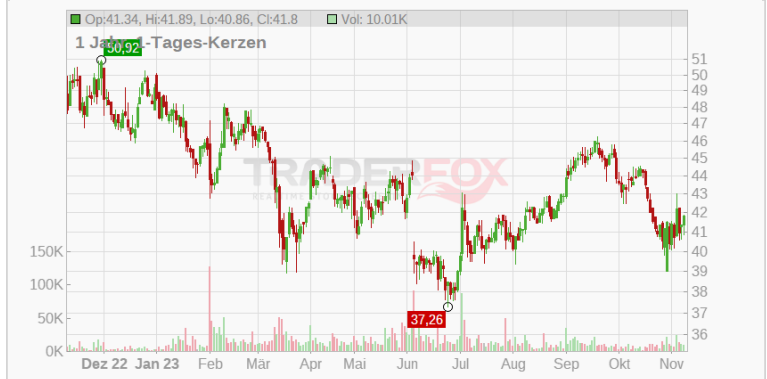 Op:41.34, Hi:41.89, Lo:40.86, Cl:41.8 Vol: 10.01K
1 Jahr, 1-Tages-Kerzen
50,92
51
50
49
48
47
46
45
44
43
42
41
40
39
38
37
36
150K
100K
50K
0K
TRADERFOX
37,26
Dez 22 Jan 23 Feb Mär Apr Mai Jun Jul Aug Sep Okt Nov